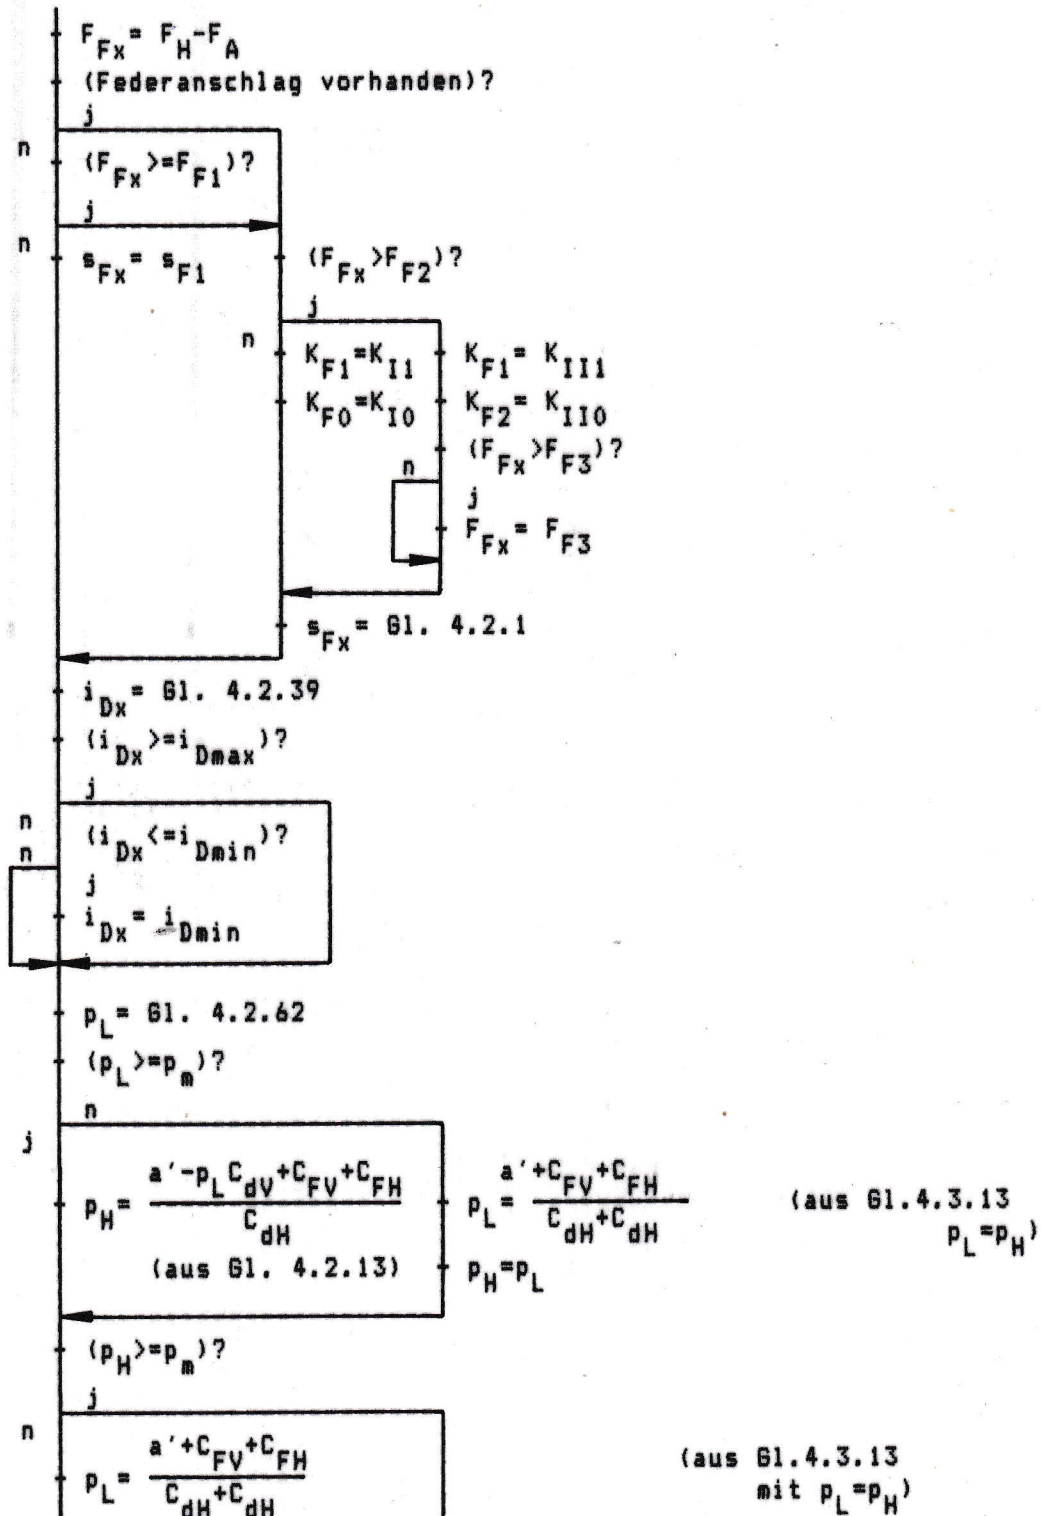 F_Fx= F_H-F_A
(Federanschlag vorhanden)?
j
n
(F_Fx>=F_F1)?
j
n
s_Fx= s_F1 (F_Fx>F_F2)?
j
n
K_F1=K_I1 K_F1= K_II1
K_F0=K_I0 K_F2= K_II0
(F_Fx>F_F3)?
n
j
F_Fx= F_F3
s_Fx= Gl. 4.2.1
i_Dx= Gl. 4.2.39
(i_Dx>=i_Dmax)?
j
n
(i_Dx<=i_Dmin)?
n
j
i_Dx= i_Dmin
p_L= Gl. 4.2.62
(p_L>=p_m)?
n
j
a'-p_L C_dV+C_FV+C_FH a'+C_FV+C_FH
p_H= p_L= (aus Gl.4.3.13
C_dH C_dH+C_dH p_L=p_H)
(aus Gl. 4.2.13) p_H=p_L
(p_H>=p_m)?
j
n
a'+C_FV+C_FH (aus Gl.4.3.13
p_L= mit p_L=p_H)
C_dH+C_dH